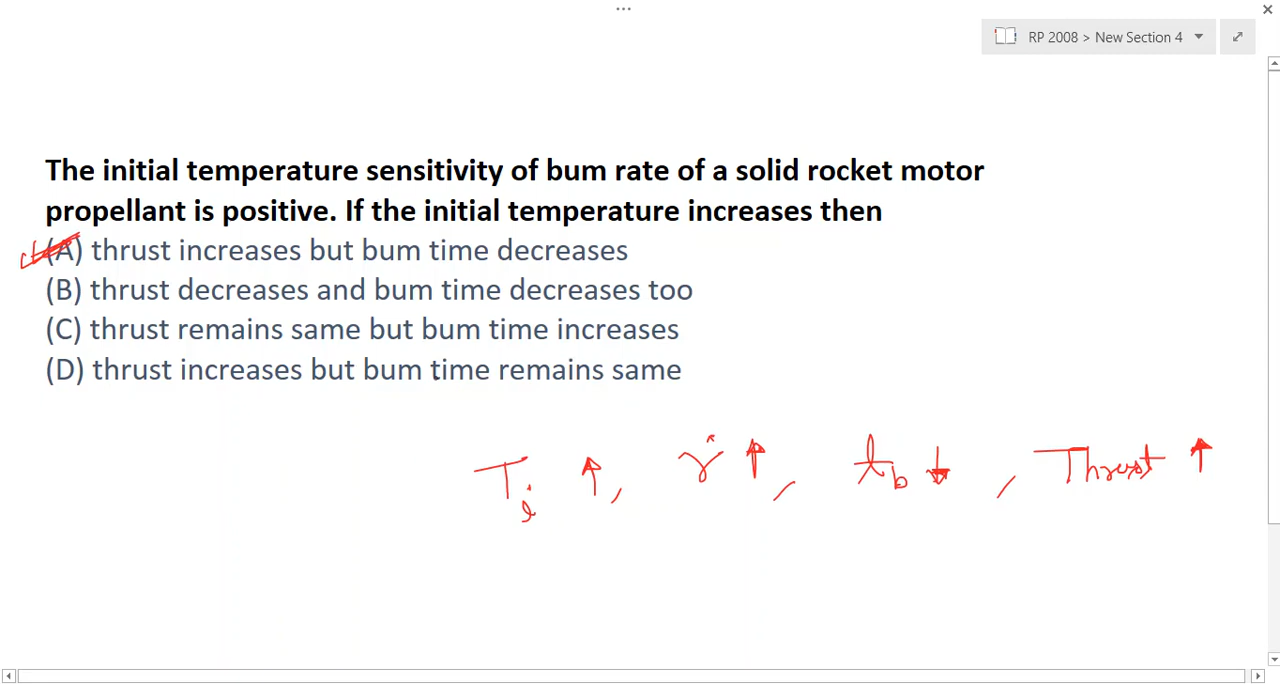 ...
RP 2008 > New Section 4
The initial temperature sensitivity of bum rate of a solid rocket motor
propellant is positive. If the initial temperature increases then
(A) thrust increases but bum time decreases
(B) thrust decreases and bum time decreases too
(C) thrust remains same but bum time increases
(D) thrust increases but bum time remains same
Ti ↑, ṙ ↑, tb ↓, Thrust ↑